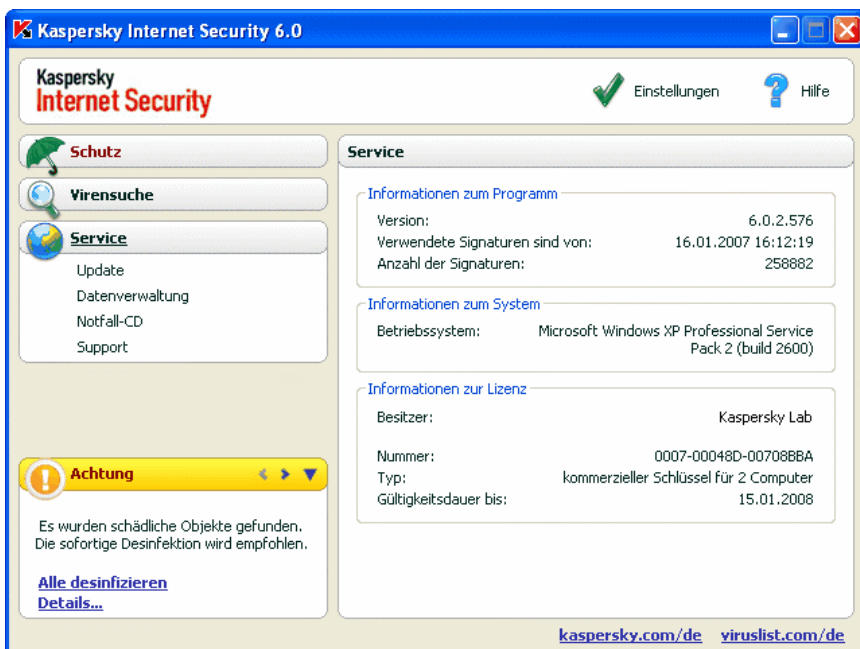 Kaspersky Internet Security 6.0
Kaspersky
Internet Security
Einstellungen
Hilfe
Schutz
Virensuche
Service
Update
Datenverwaltung
Notfall-CD
Support
Achtung
Es wurden schädliche Objekte gefunden.
Die sofortige Desinfektion wird empfohlen.
Alle desinfizieren
Details...
Service
Informationen zum Programm
Version: 6.0.2.576
Verwendete Signaturen sind von: 16.01.2007 16:12:19
Anzahl der Signaturen: 258882
Informationen zum System
Betriebssystem: Microsoft Windows XP Professional Service
Pack 2 (build 2600)
Informationen zur Lizenz
Besitzer: Kaspersky Lab
Nummer: 0007-00048D-00708BBA
Typ: kommerzieller Schlüssel für 2 Computer
Gültigkeitsdauer bis: 15.01.2008
kaspersky.com/de viruslist.com/de